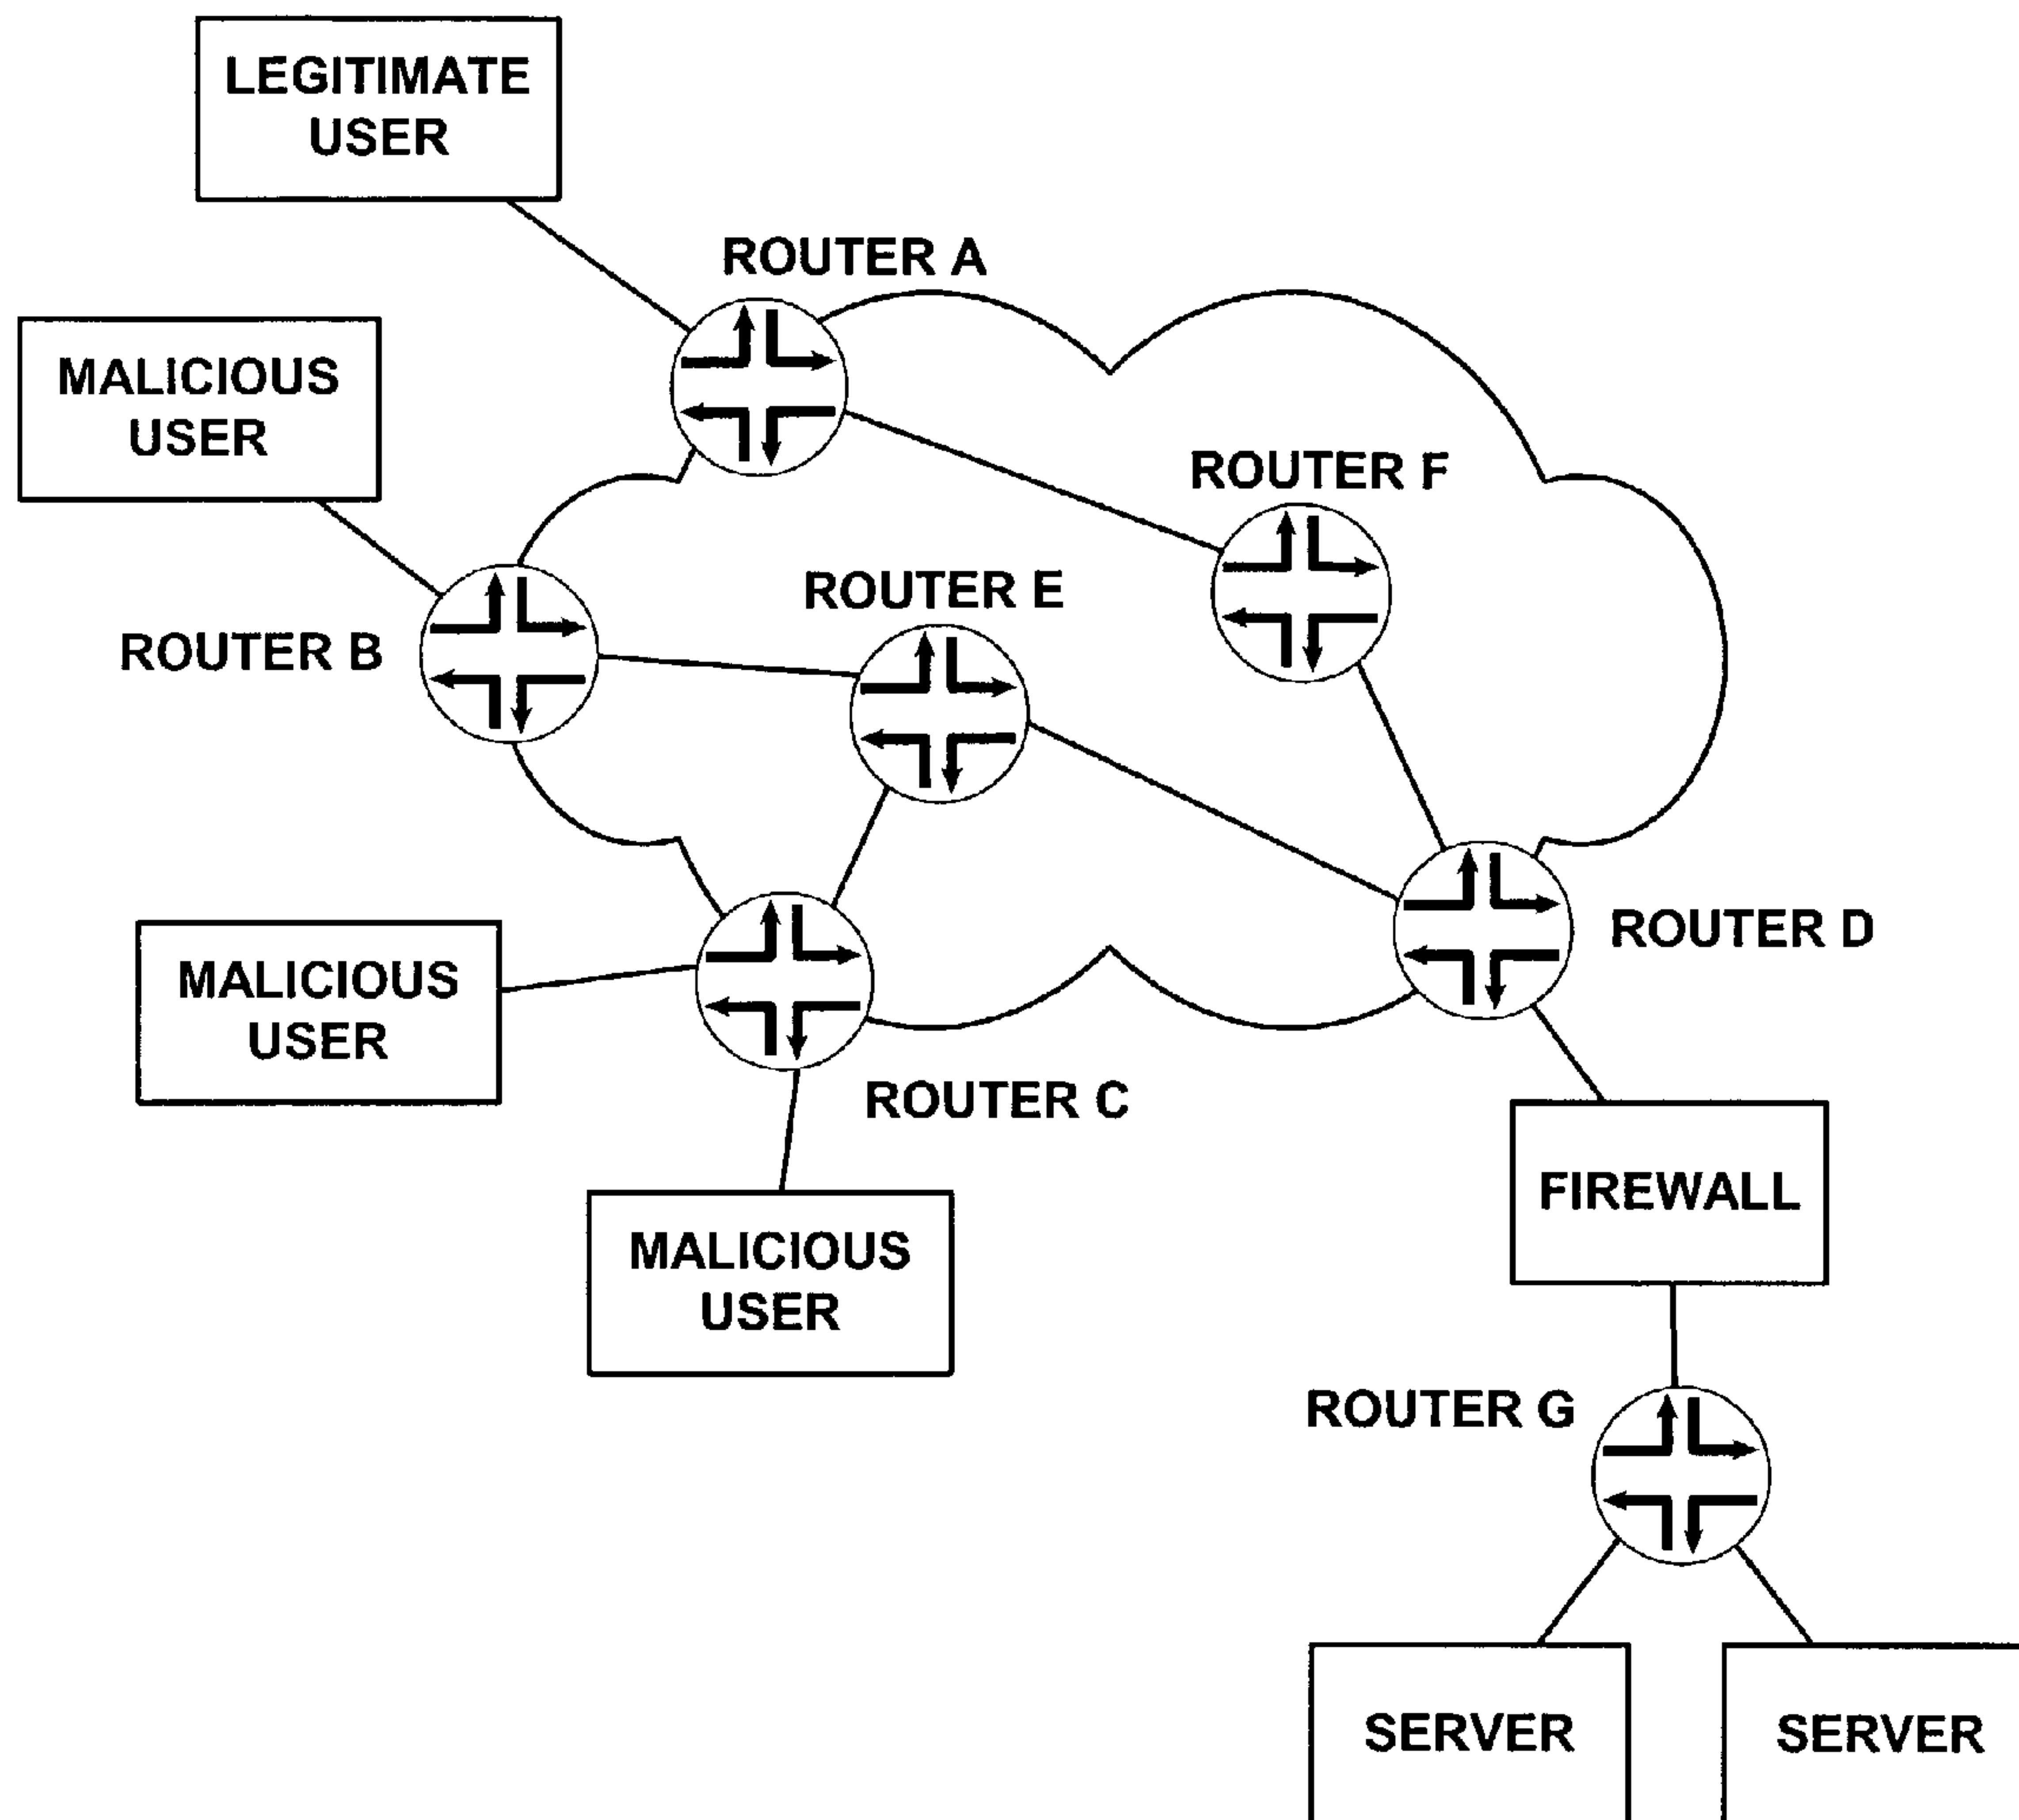 LEGITIMATE
USER
ROUTER A
MALICIOUS
USER
ROUTER F
ROUTER E
ROUTER B
ROUTER D
MALICIOUS
USER
ROUTER C
FIREWALL
MALICIOUS
USER
ROUTER G
SERVER
SERVER